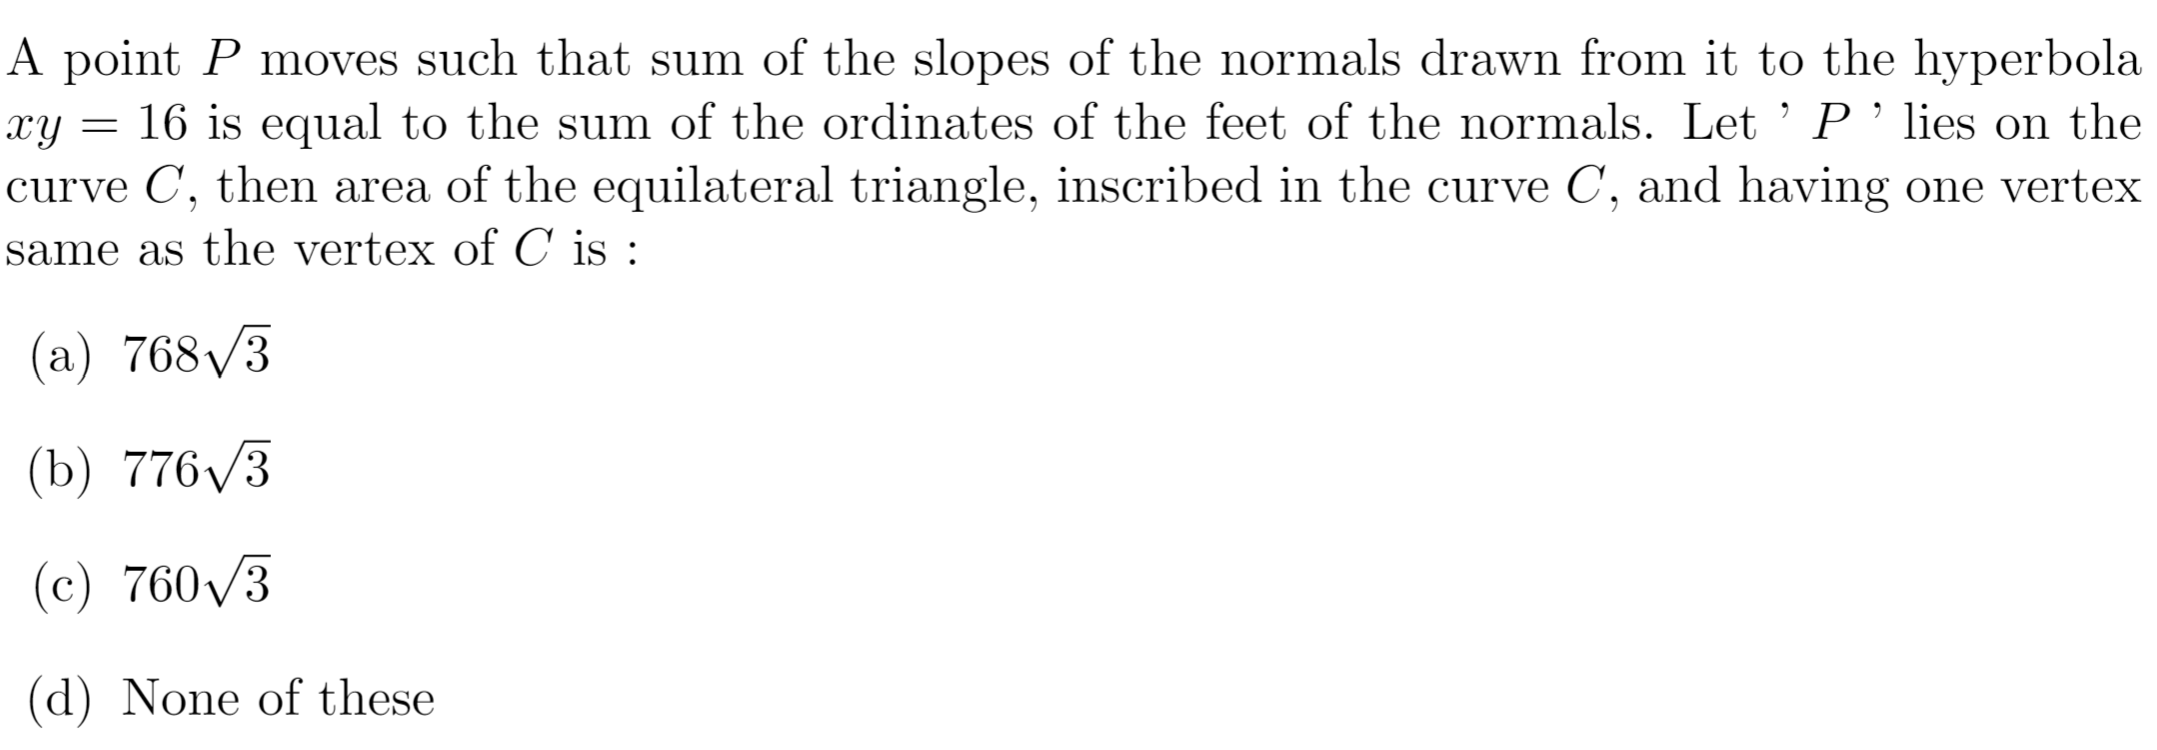 A point P moves such that sum of the slopes of the normals drawn from it to the hyperbola
xy = 16 is equal to the sum of the ordinates of the feet of the normals. Let ’ P ’ lies on the
curve C, then area of the equilateral triangle, inscribed in the curve C, and having one vertex
same as the vertex of C is :
(a) 768√3
(b) 776√3
(c) 760√3
(d) None of these